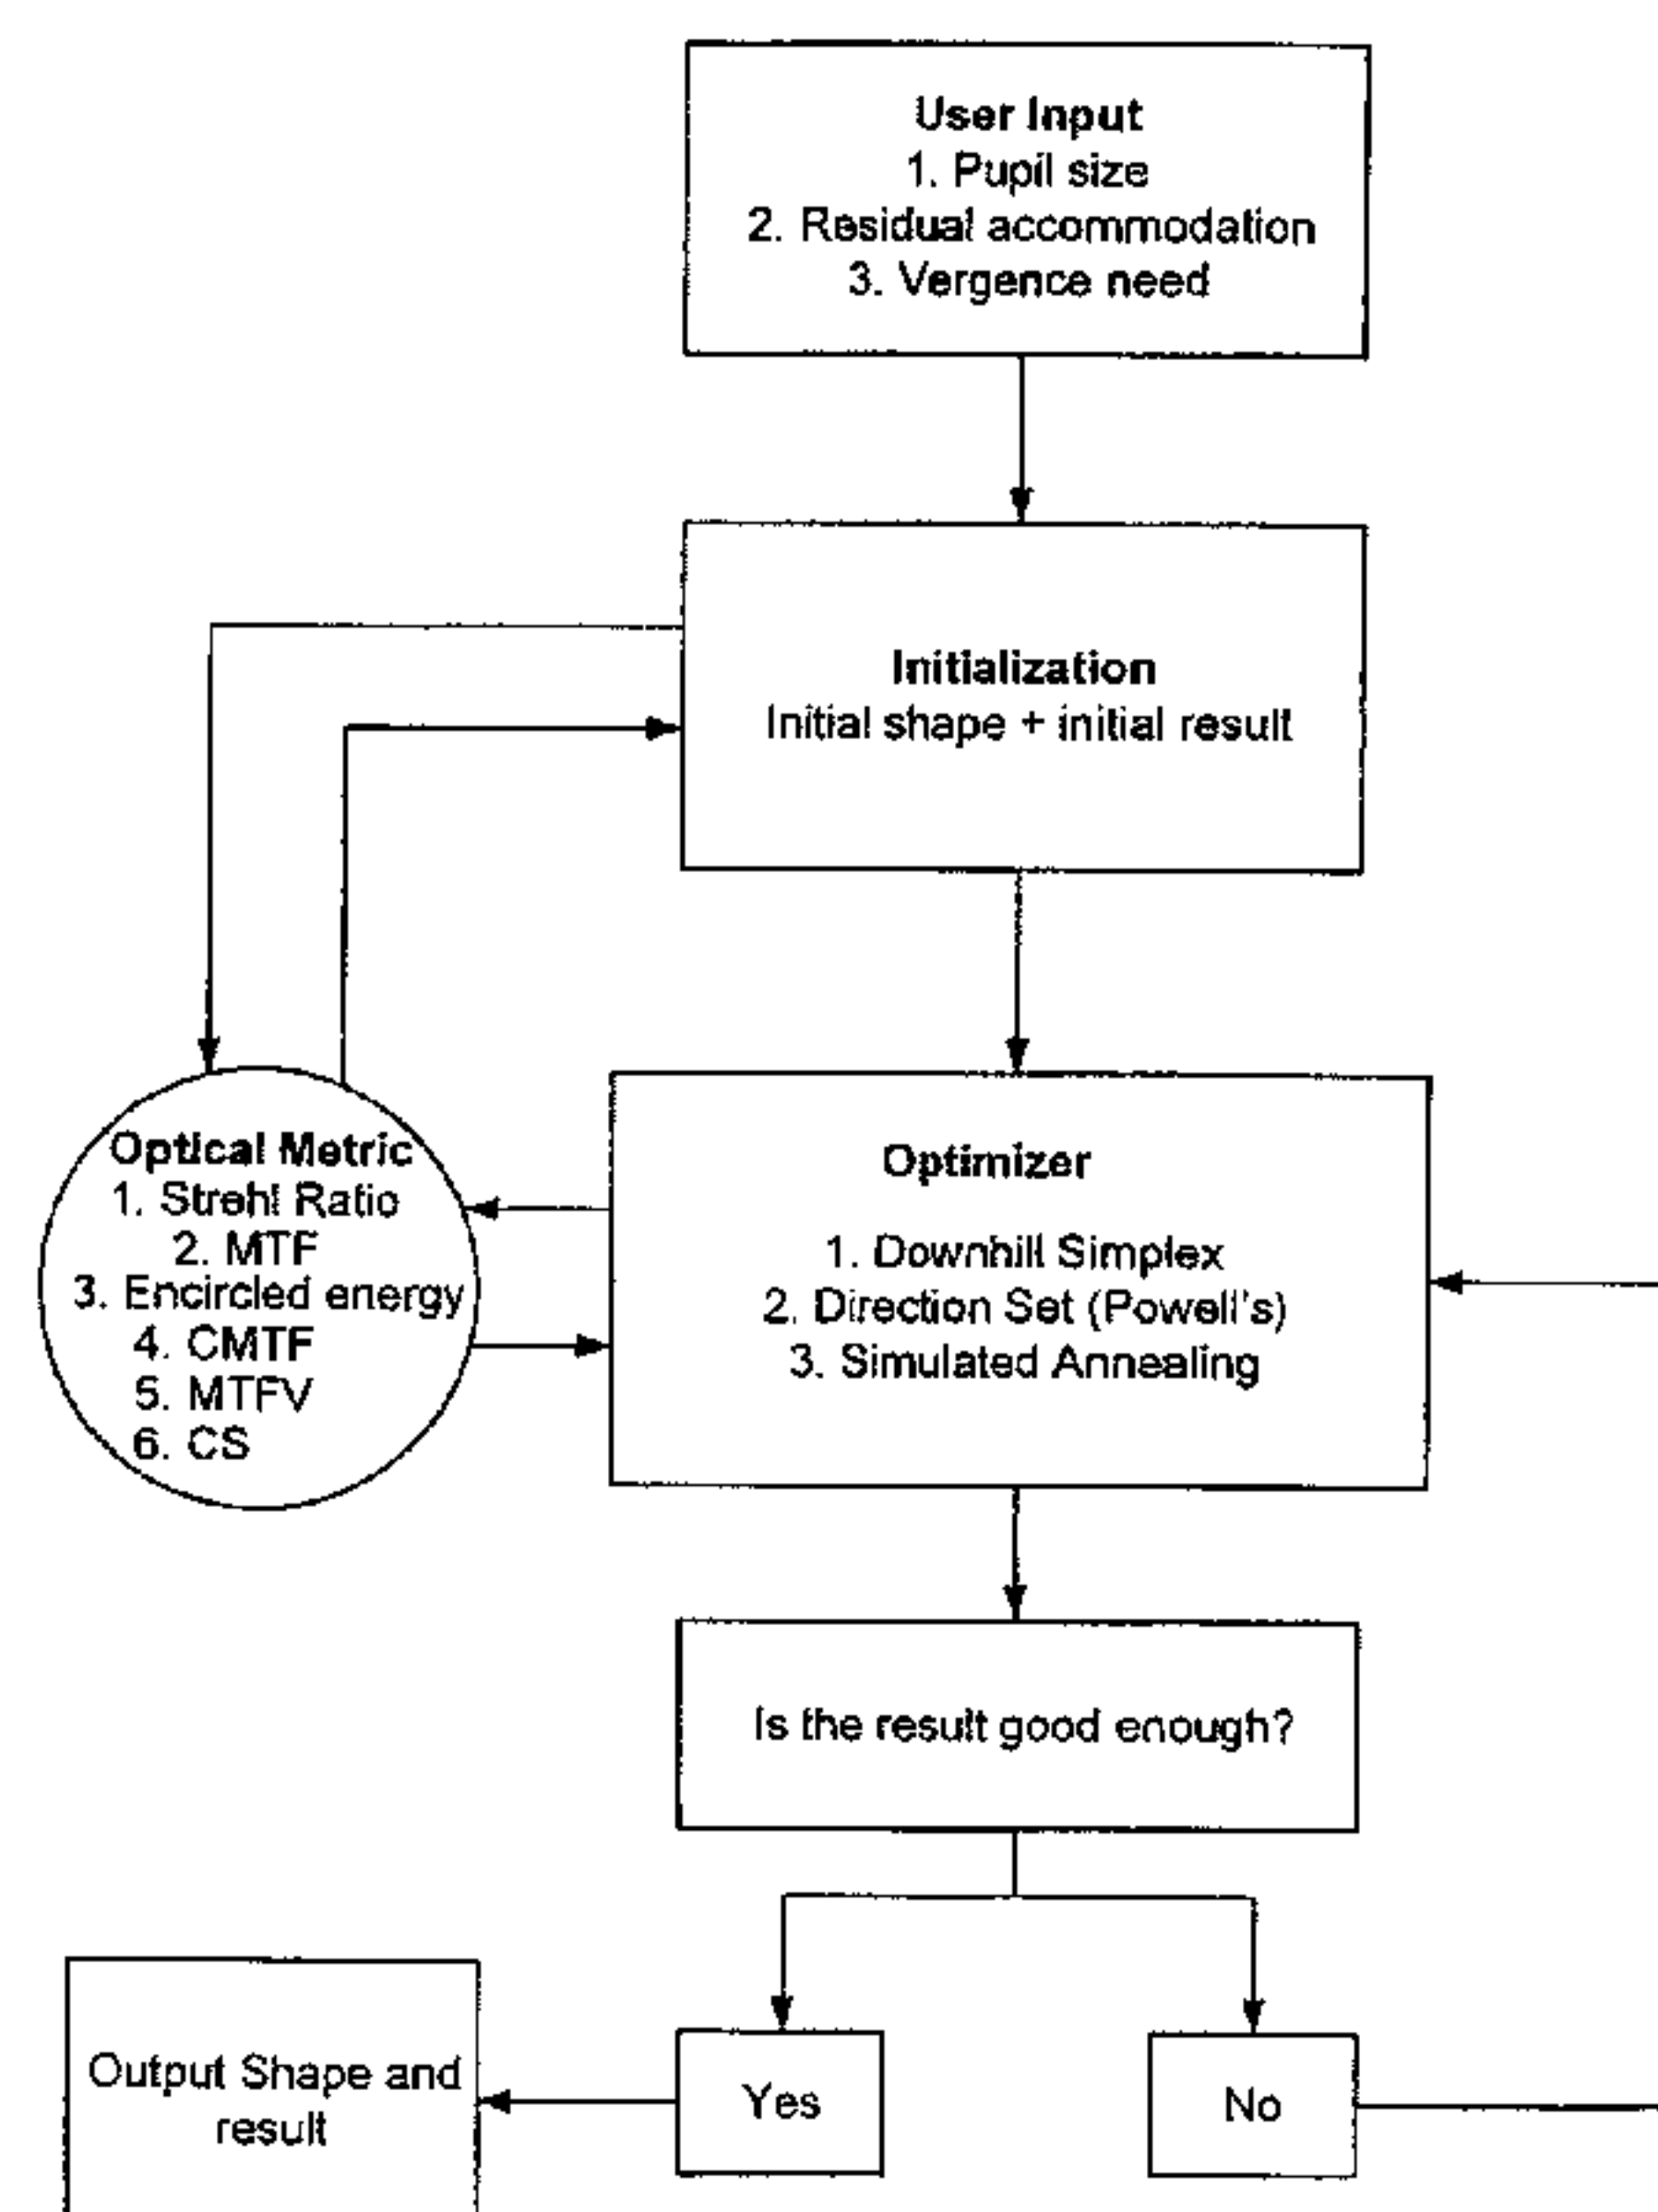 User Input
1. Pupil size
2. Residual accommodation
3. Vergence need
Initialization
Initial shape + initial result
Optical Metric
1. Strehl Ratio
2. MTF
3. Encircled energy
4. CMTF
5. MTFV
6. CS
Optimizer
1. Downhill Simplex
2. Direction Set (Powell's)
3. Simulated Annealing
Is the result good enough?
Output Shape and
result
Yes
No